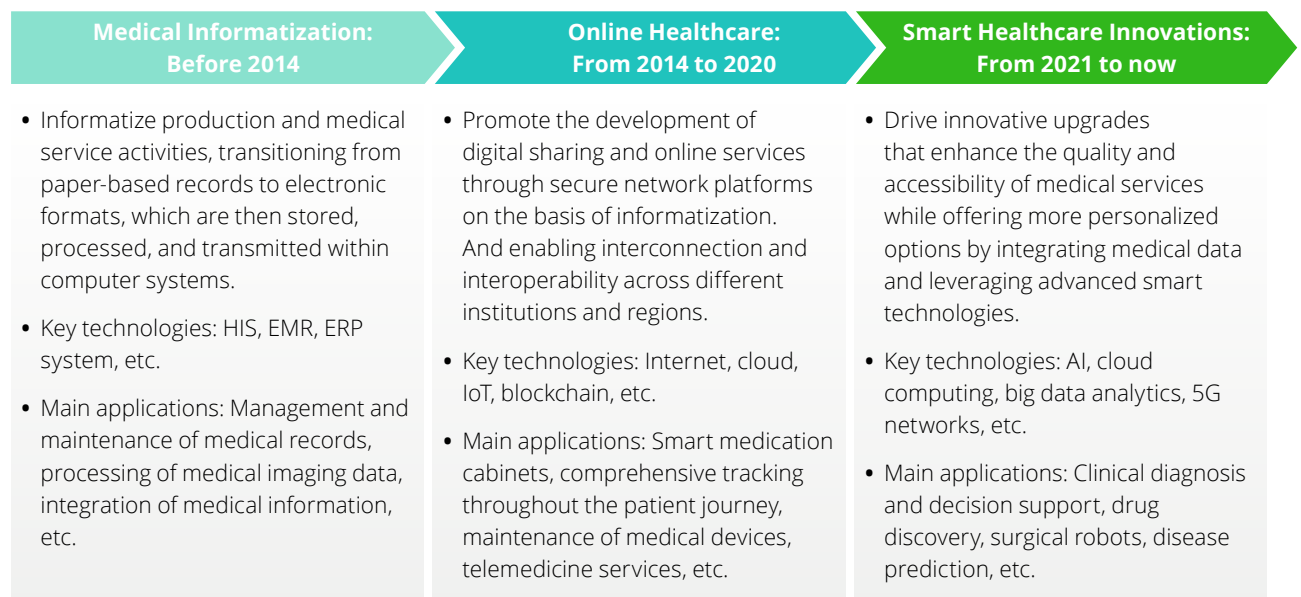 Medical Informatization:
Before 2014
• Informatize production and medical
service activities, transitioning from
paper-based records to electronic
formats, which are then stored,
processed, and transmitted within
computer systems.
• Key technologies: HIS, EMR, ERP
system, etc.
• Main applications: Management and
maintenance of medical records,
processing of medical imaging data,
integration of medical information,
etc.
Online Healthcare:
From 2014 to 2020
• Promote the development of
digital sharing and online services
through secure network platforms
on the basis of informatization.
And enabling interconnection and
interoperability across different
institutions and regions.
• Key technologies: Internet, cloud,
IoT, blockchain, etc.
• Main applications: Smart medication
cabinets, comprehensive tracking
throughout the patient journey,
maintenance of medical devices,
telemedicine services, etc.
Smart Healthcare Innovations:
From 2021 to now
• Drive innovative upgrades
that enhance the quality and
accessibility of medical services
while offering more personalized
options by integrating medical data
and leveraging advanced smart
technologies.
• Key technologies: AI, cloud
computing, big data analytics, 5G
networks, etc.
• Main applications: Clinical diagnosis
and decision support, drug
discovery, surgical robots, disease
prediction, etc.